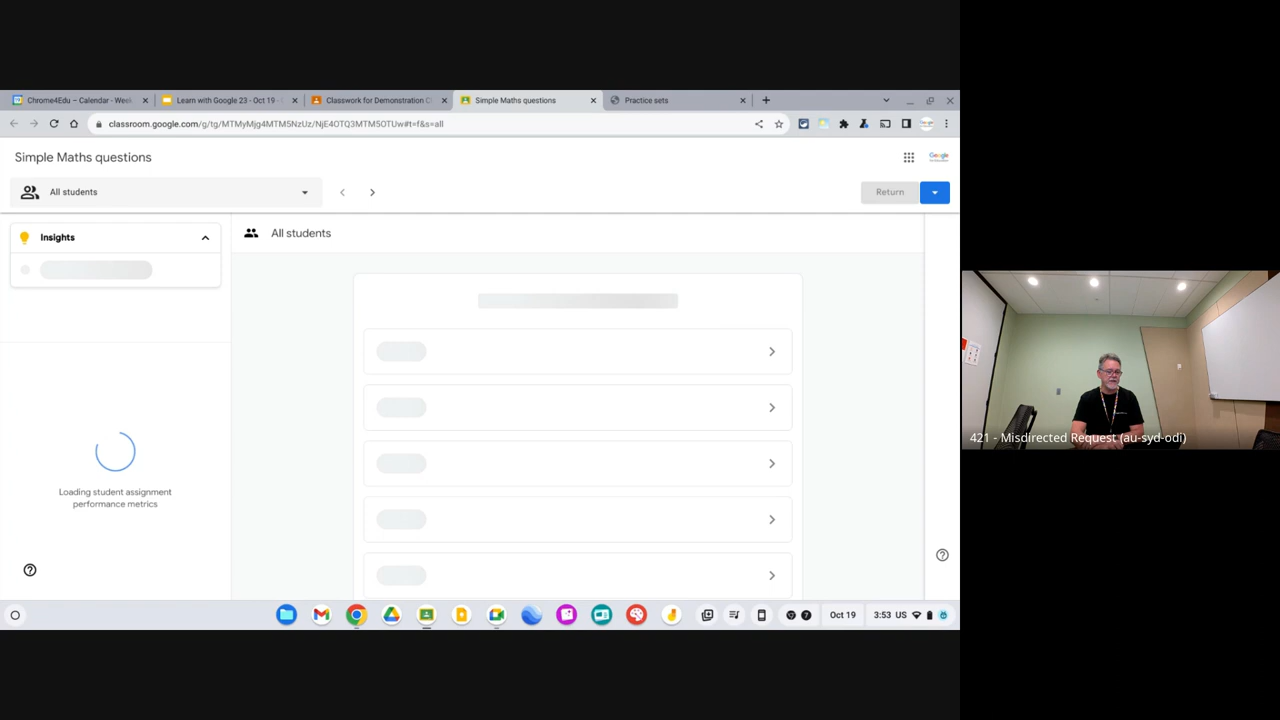 Chrome4Edu – Calendar - Week
Learn with Google 23 - Oct 19 -
Classwork for Demonstration C
Simple Maths questions
Practice sets
classroom.google.com/g/tg/MTMyMjg4MTM5NzUz/NjE4OTQ3MTM5OTUw#t=f&s=all
Simple Maths questions
Google
All students
Return
Insights
All students
Loading student assignment
performance metrics
421 - Misdirected Request (au-syd-odi)
Oct 19
3:53 US